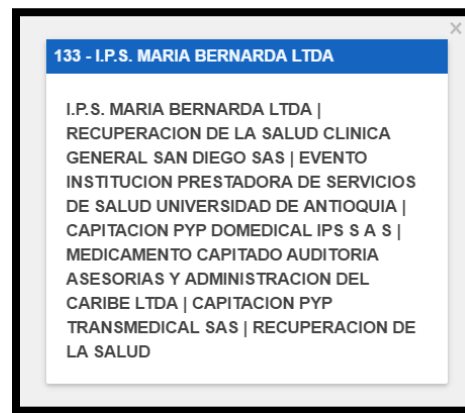 ×
133 - I.P.S. MARIA BERNARDA LTDA
I.P.S. MARIA BERNARDA LTDA |
RECUPERACION DE LA SALUD CLINICA
GENERAL SAN DIEGO SAS | EVENTO
INSTITUCION PRESTADORA DE SERVICIOS
DE SALUD UNIVERSIDAD DE ANTIOQUIA |
CAPITACION PYP DOMEDICAL IPS S A S |
MEDICAMENTO CAPITADO AUDITORIA
ASESORIAS Y ADMINISTRACION DEL
CARIBE LTDA | CAPITACION PYP
TRANSMEDICAL SAS | RECUPERACION DE
LA SALUD